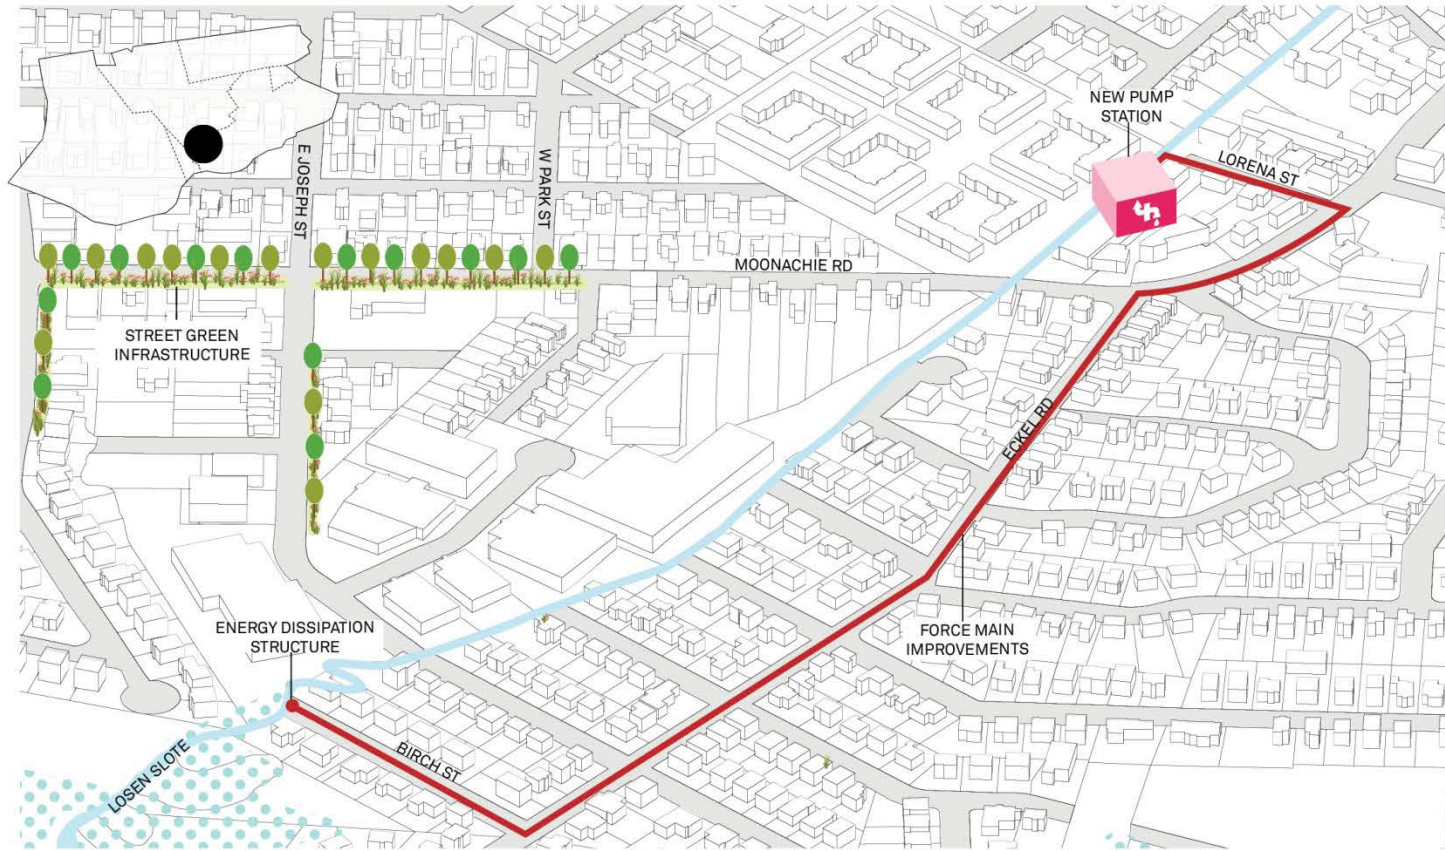 NEW PUMP
STATION
LORENA ST
E JOSEPH ST
W PARK ST
MOONACHIE RD
STREET GREEN
INFRASTRUCTURE
ECKEL RD
ENERGY DISSIPATION
STRUCTURE
FORCE MAIN
IMPROVEMENTS
BIRCH ST
LOSEN SLOTE